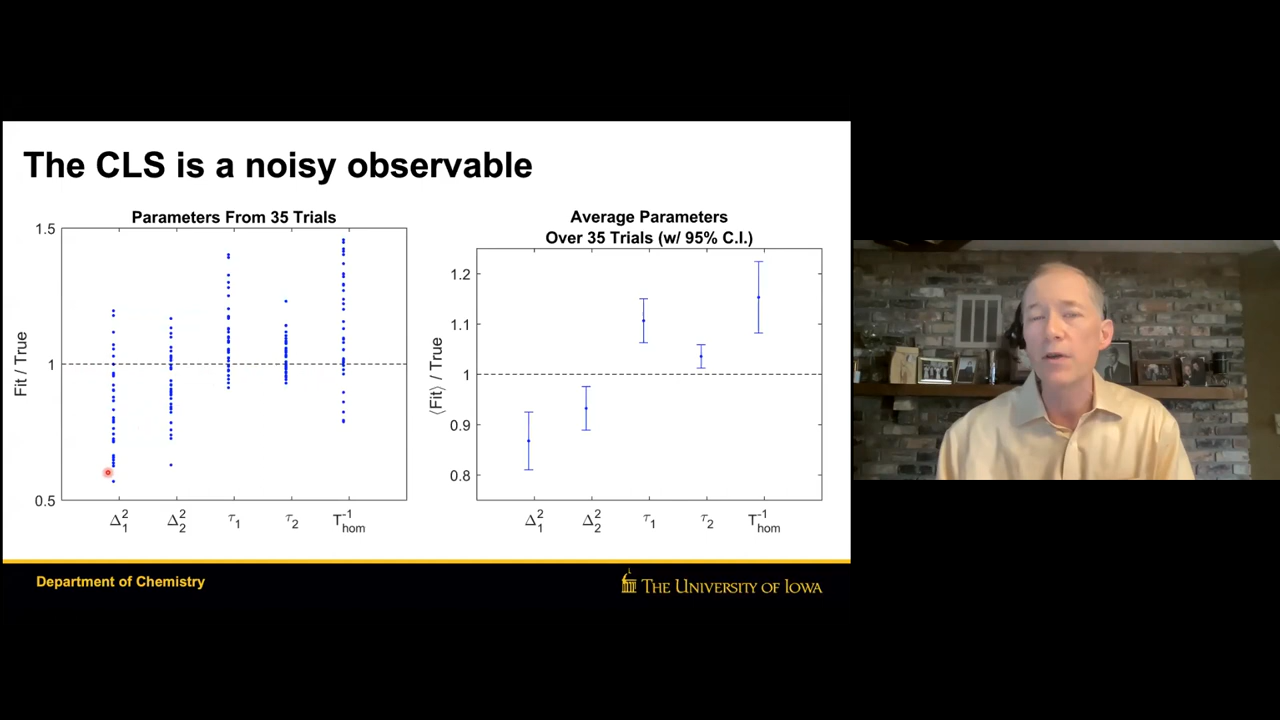 The CLS is a noisy observable
Parameters From 35 Trials
1.5
1
0.5
Fit / True
Δ₁²
Δ₂²
τ₁
τ₂
T⁻¹hom
Average Parameters
Over 35 Trials (w/ 95% C.I.)
1.2
1.1
1
0.9
0.8
⟨Fit⟩ / True
Δ₁²
Δ₂²
τ₁
τ₂
T⁻¹hom
Department of Chemistry
THE UNIVERSITY OF IOWA